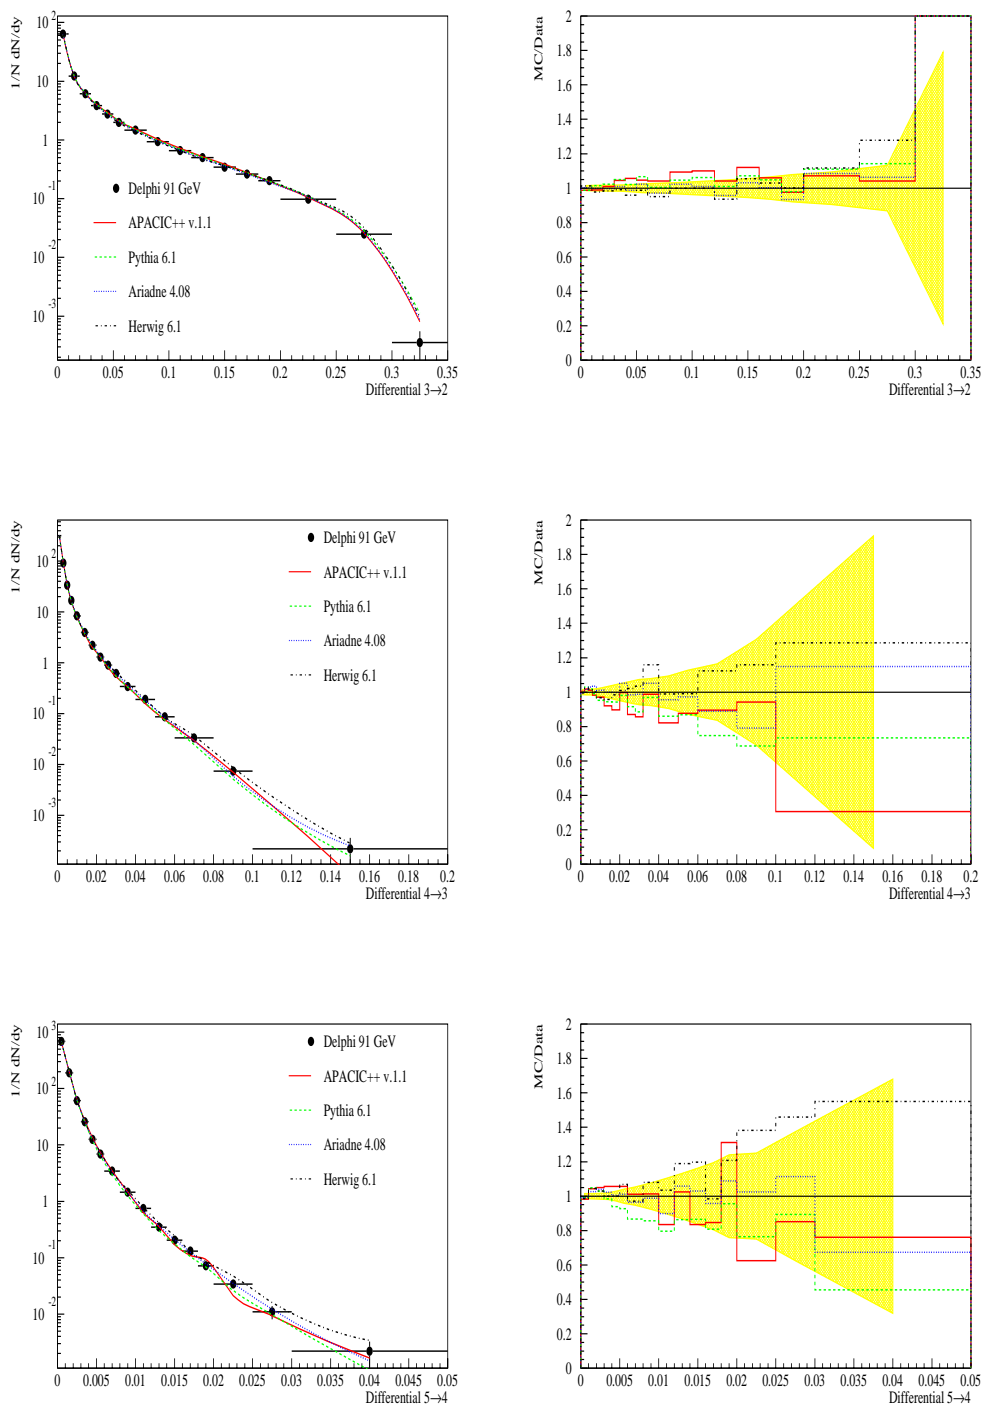 1/N dN/dy
10 2
10
1
10 -1
10 -2
10 -3
Delphi 91 GeV
APACIC++ v.1.1
Pythia 6.1
Ariadne 4.08
Herwig 6.1
0 0.05 0.1 0.15 0.2 0.25 0.3 0.35
Differential 3→2
MC/Data
2
1.8
1.6
1.4
1.2
1
0.8
0.6
0.4
0.2
0
0 0.05 0.1 0.15 0.2 0.25 0.3 0.35
Differential 3→2
1/N dN/dy
10 2
10
1
10 -1
10 -2
10 -3
Delphi 91 GeV
APACIC++ v.1.1
Pythia 6.1
Ariadne 4.08
Herwig 6.1
0 0.02 0.04 0.06 0.08 0.1 0.12 0.14 0.16 0.18 0.2
Differential 4→3
MC/Data
2
1.8
1.6
1.4
1.2
1
0.8
0.6
0.4
0.2
0
0 0.02 0.04 0.06 0.08 0.1 0.12 0.14 0.16 0.18 0.2
Differential 4→3
1/N dN/dy
10 3
10 2
10
1
10 -1
10 -2
Delphi 91 GeV
APACIC++ v.1.1
Pythia 6.1
Ariadne 4.08
Herwig 6.1
0 0.005 0.01 0.015 0.02 0.025 0.03 0.035 0.04 0.045 0.05
Differential 5→4
MC/Data
2
1.8
1.6
1.4
1.2
1
0.8
0.6
0.4
0.2
0
0 0.005 0.01 0.015 0.02 0.025 0.03 0.035 0.04 0.045 0.05
Differential 5→4